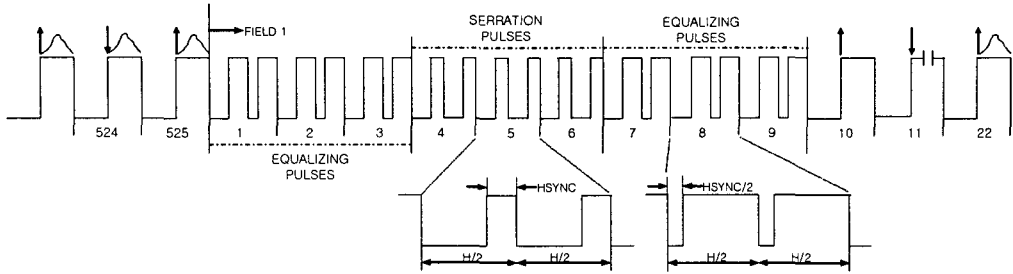 FIELD 1
SERRATION
PULSES
EQUALIZING
PULSES
524
525
1
2
3
4
5
6
7
8
9
10
11
22
EQUALIZING
PULSES
HSYNC
HSYNC/2
H/2
H/2
H/2
H/2